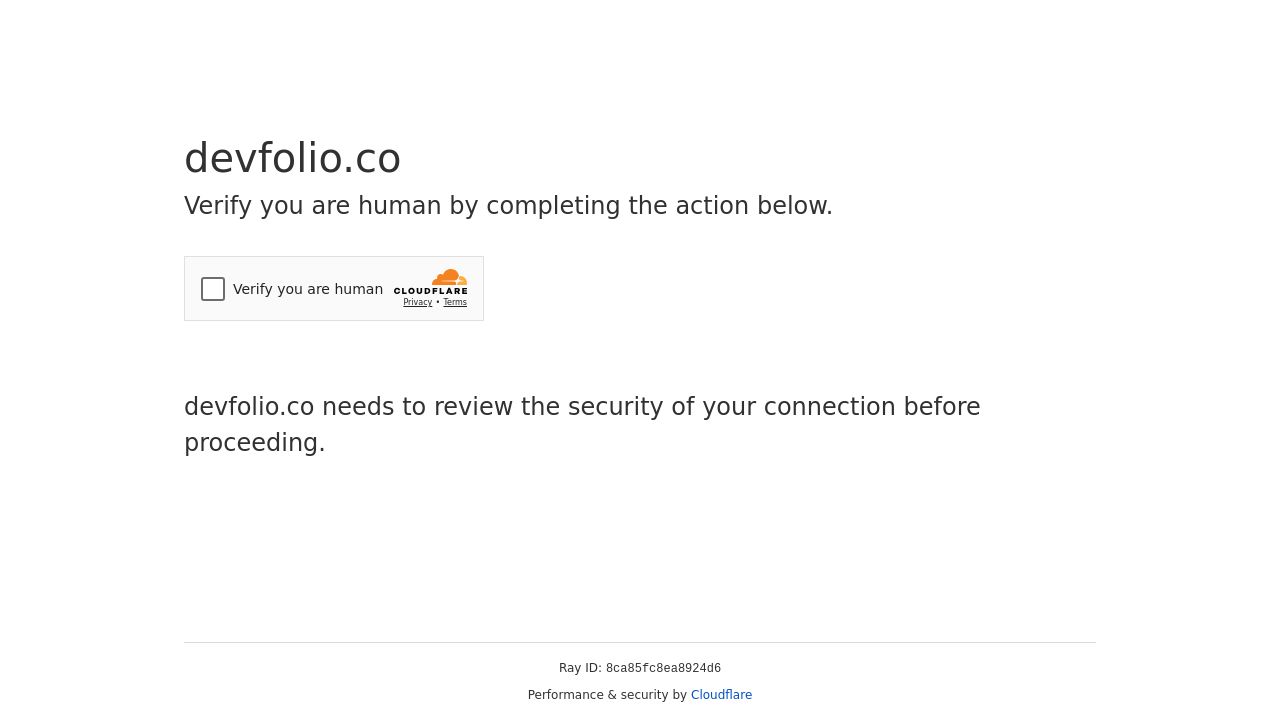 devfolio.co
Verify you are human by completing the action below.
Verify you are human
CLOUDFLARE
Privacy • Terms
devfolio.co needs to review the security of your connection before
proceeding.
Ray ID: 8ca85fc8ea8924d6
Performance & security by Cloudflare